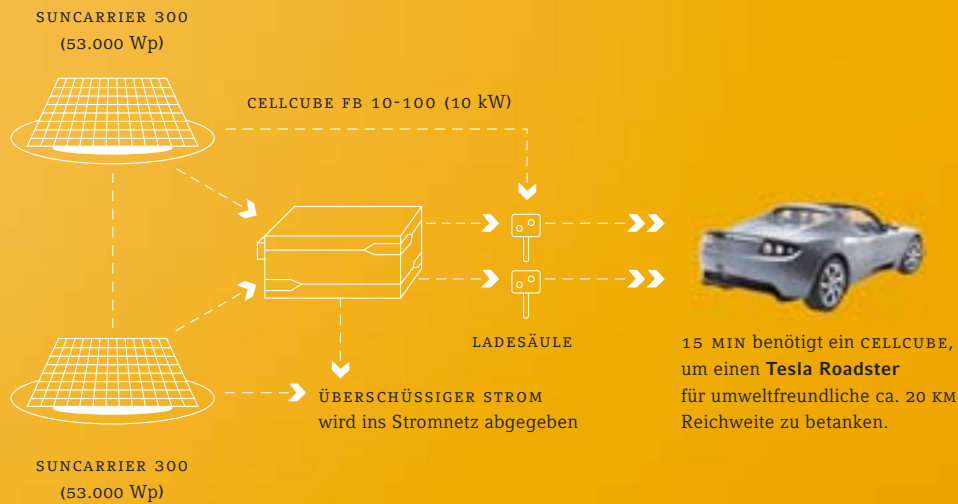 SUNCARRIER 300
(53.000 Wp)
CELLCUBE FB 10-100 (10 kW)
LADESÄULE
15 MIN benötigt ein CELLCUBE,
um einen Tesla Roadster
für umweltfreundliche ca. 20 KM
Reichweite zu betanken.
ÜBERSCHÜSSIGER STROM
wird ins Stromnetz abgegeben
SUNCARRIER 300
(53.000 Wp)